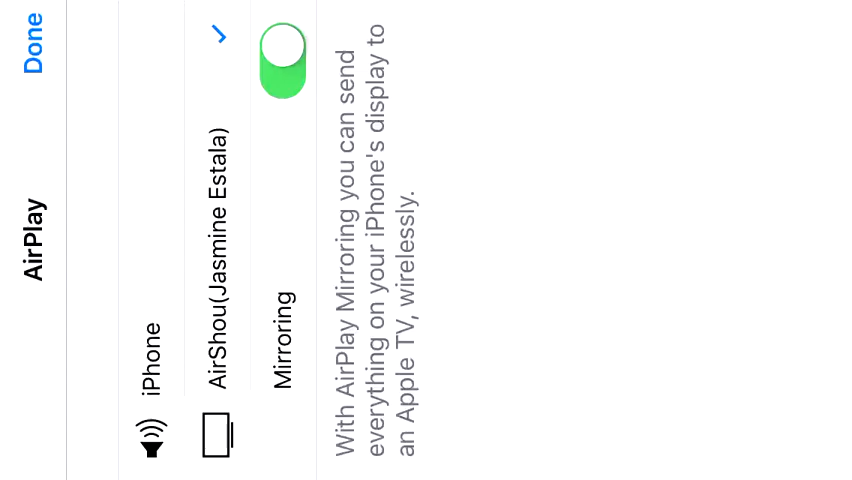 AirPlay
Done
iPhone
AirShou(Jasmine Estala)
Mirroring
With AirPlay Mirroring you can send
everything on your iPhone's display to
an Apple TV, wirelessly.